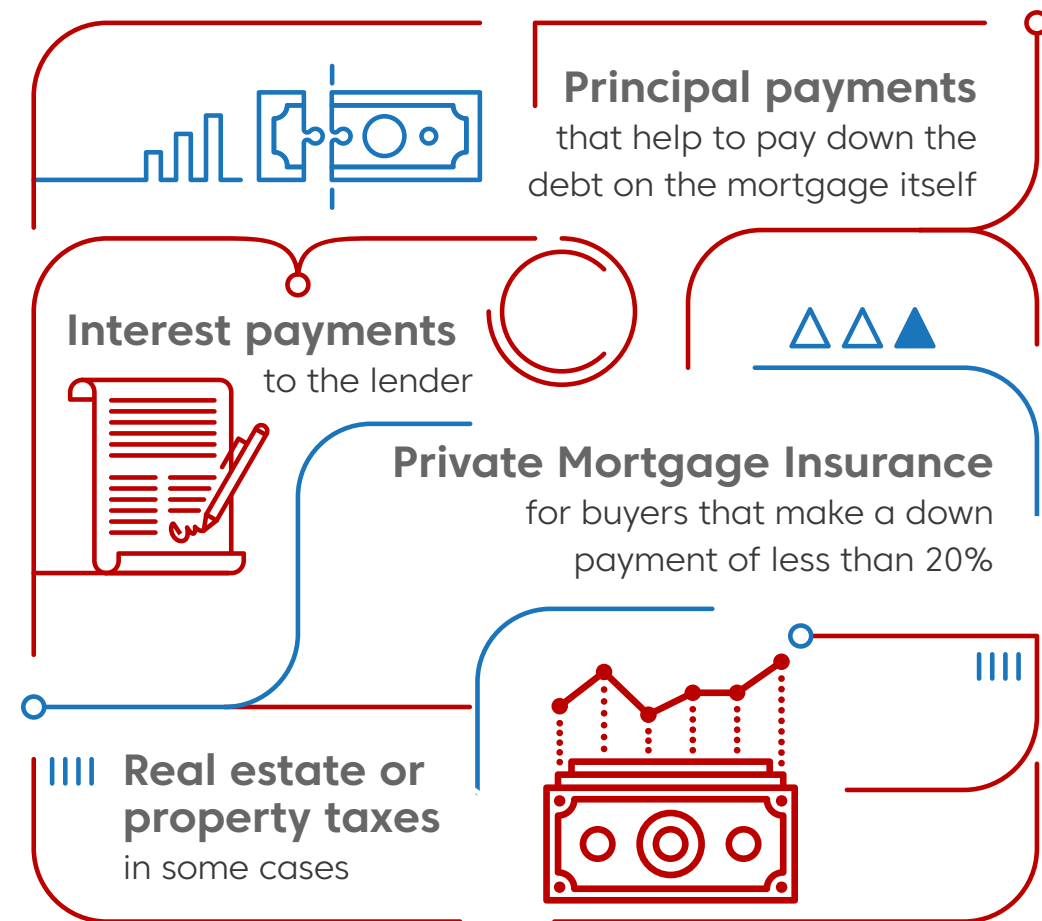 Principal payments
that help to pay down the
debt on the mortgage itself
Interest payments
to the lender
Private Mortgage Insurance
for buyers that make a down
payment of less than 20%
Real estate or
property taxes
in some cases